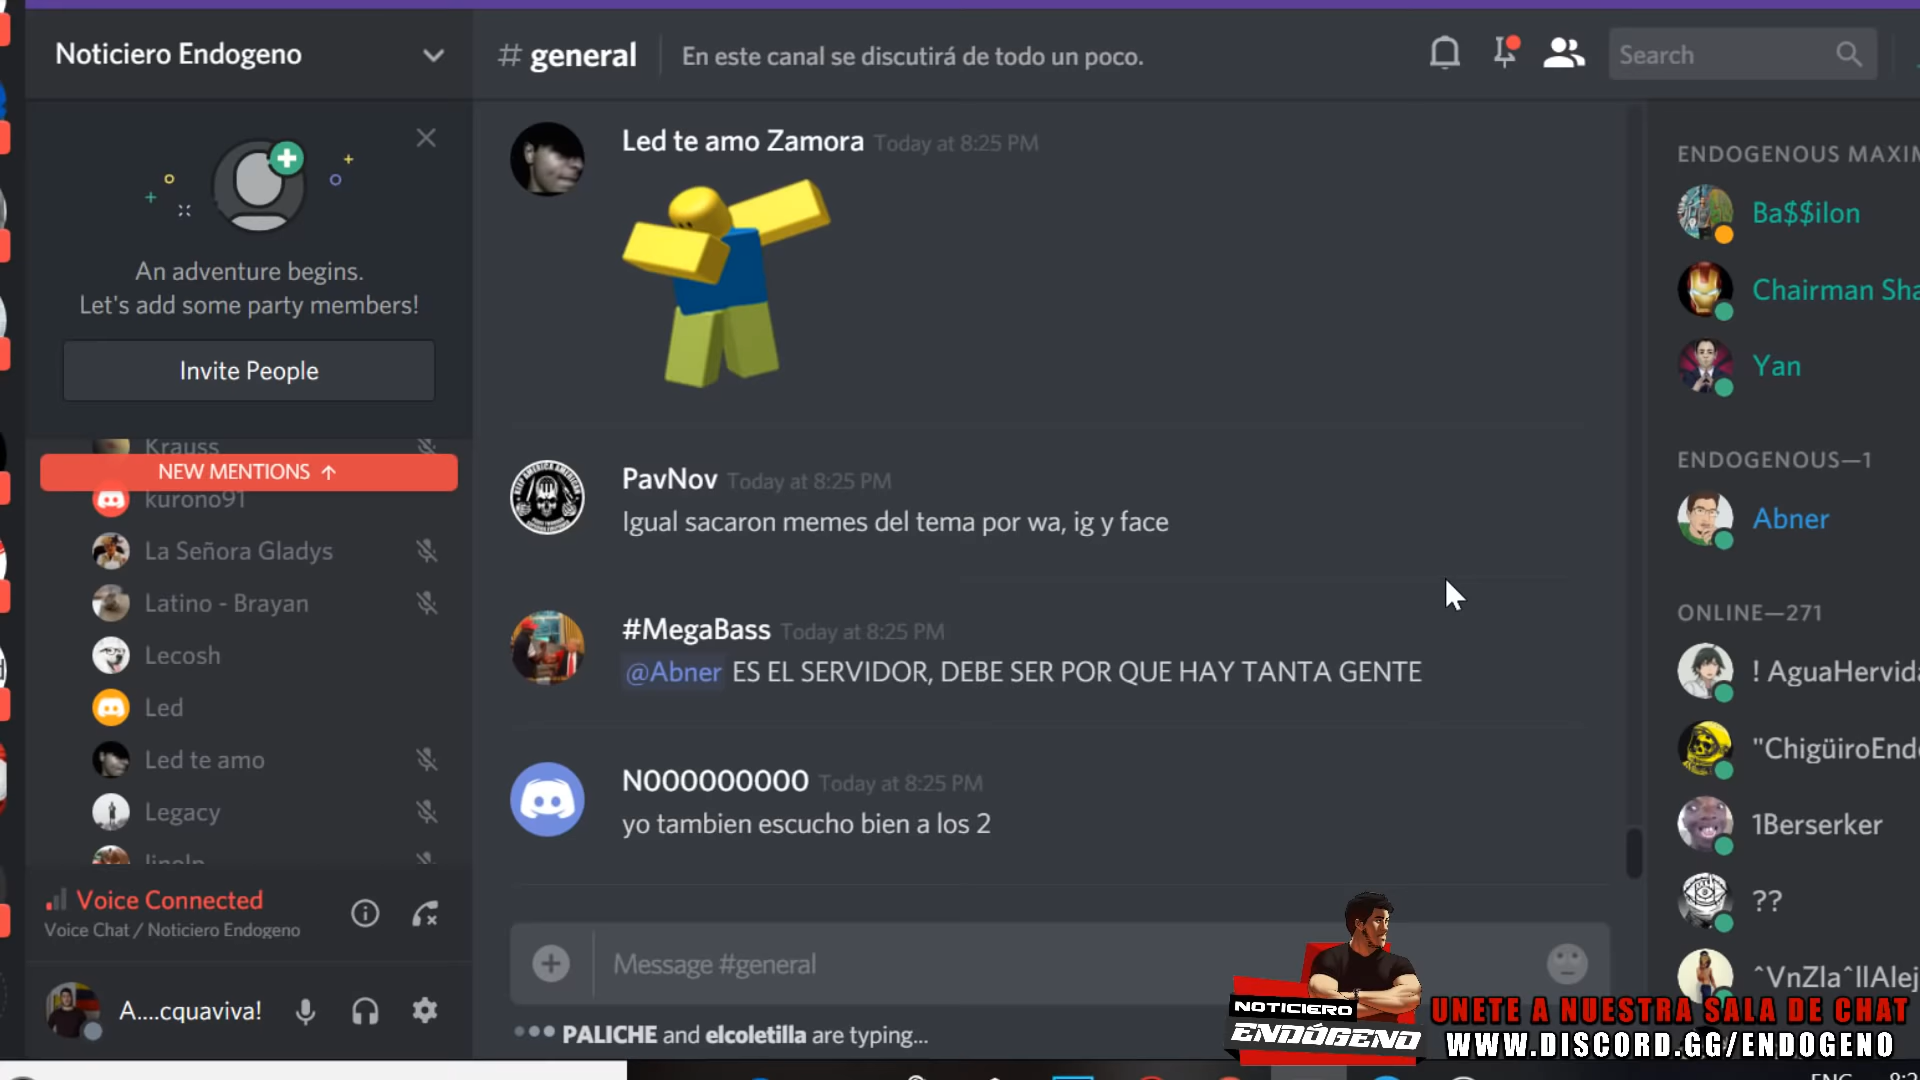 Noticiero Endogeno
# general
En este canal se discutirá de todo un poco.
Search
An adventure begins.
Let's add some party members!
Invite People
Krauss
NEW MENTIONS ↑
kurono91
La Señora Gladys
Latino - Brayan
Lecosh
Led
Led te amo
Legacy
Voice Connected
Voice Chat / Noticiero Endogeno
A....cquaviva!
Led te amo Zamora Today at 8:25 PM
PavNov Today at 8:25 PM
Igual sacaron memes del tema por wa, ig y face
#MegaBass Today at 8:25 PM
@Abner ES EL SERVIDOR, DEBE SER POR QUE HAY TANTA GENTE
N000000000 Today at 8:25 PM
yo tambien escucho bien a los 2
Message #general
PALICHE and elcoletilla are typing...
ENDOGENOUS MAXIM
Ba$$ilon
Chairman Sha
Yan
ENDOGENOUS—1
Abner
ONLINE—271
! AguaHervida
"ChigüiroEndo
1Berserker
??
^VnZla^llAlej
NOTICIERO
ENDÓGENO
UNETE A NUESTRA SALA DE CHAT
WWW.DISCORD.GG/ENDOGENO